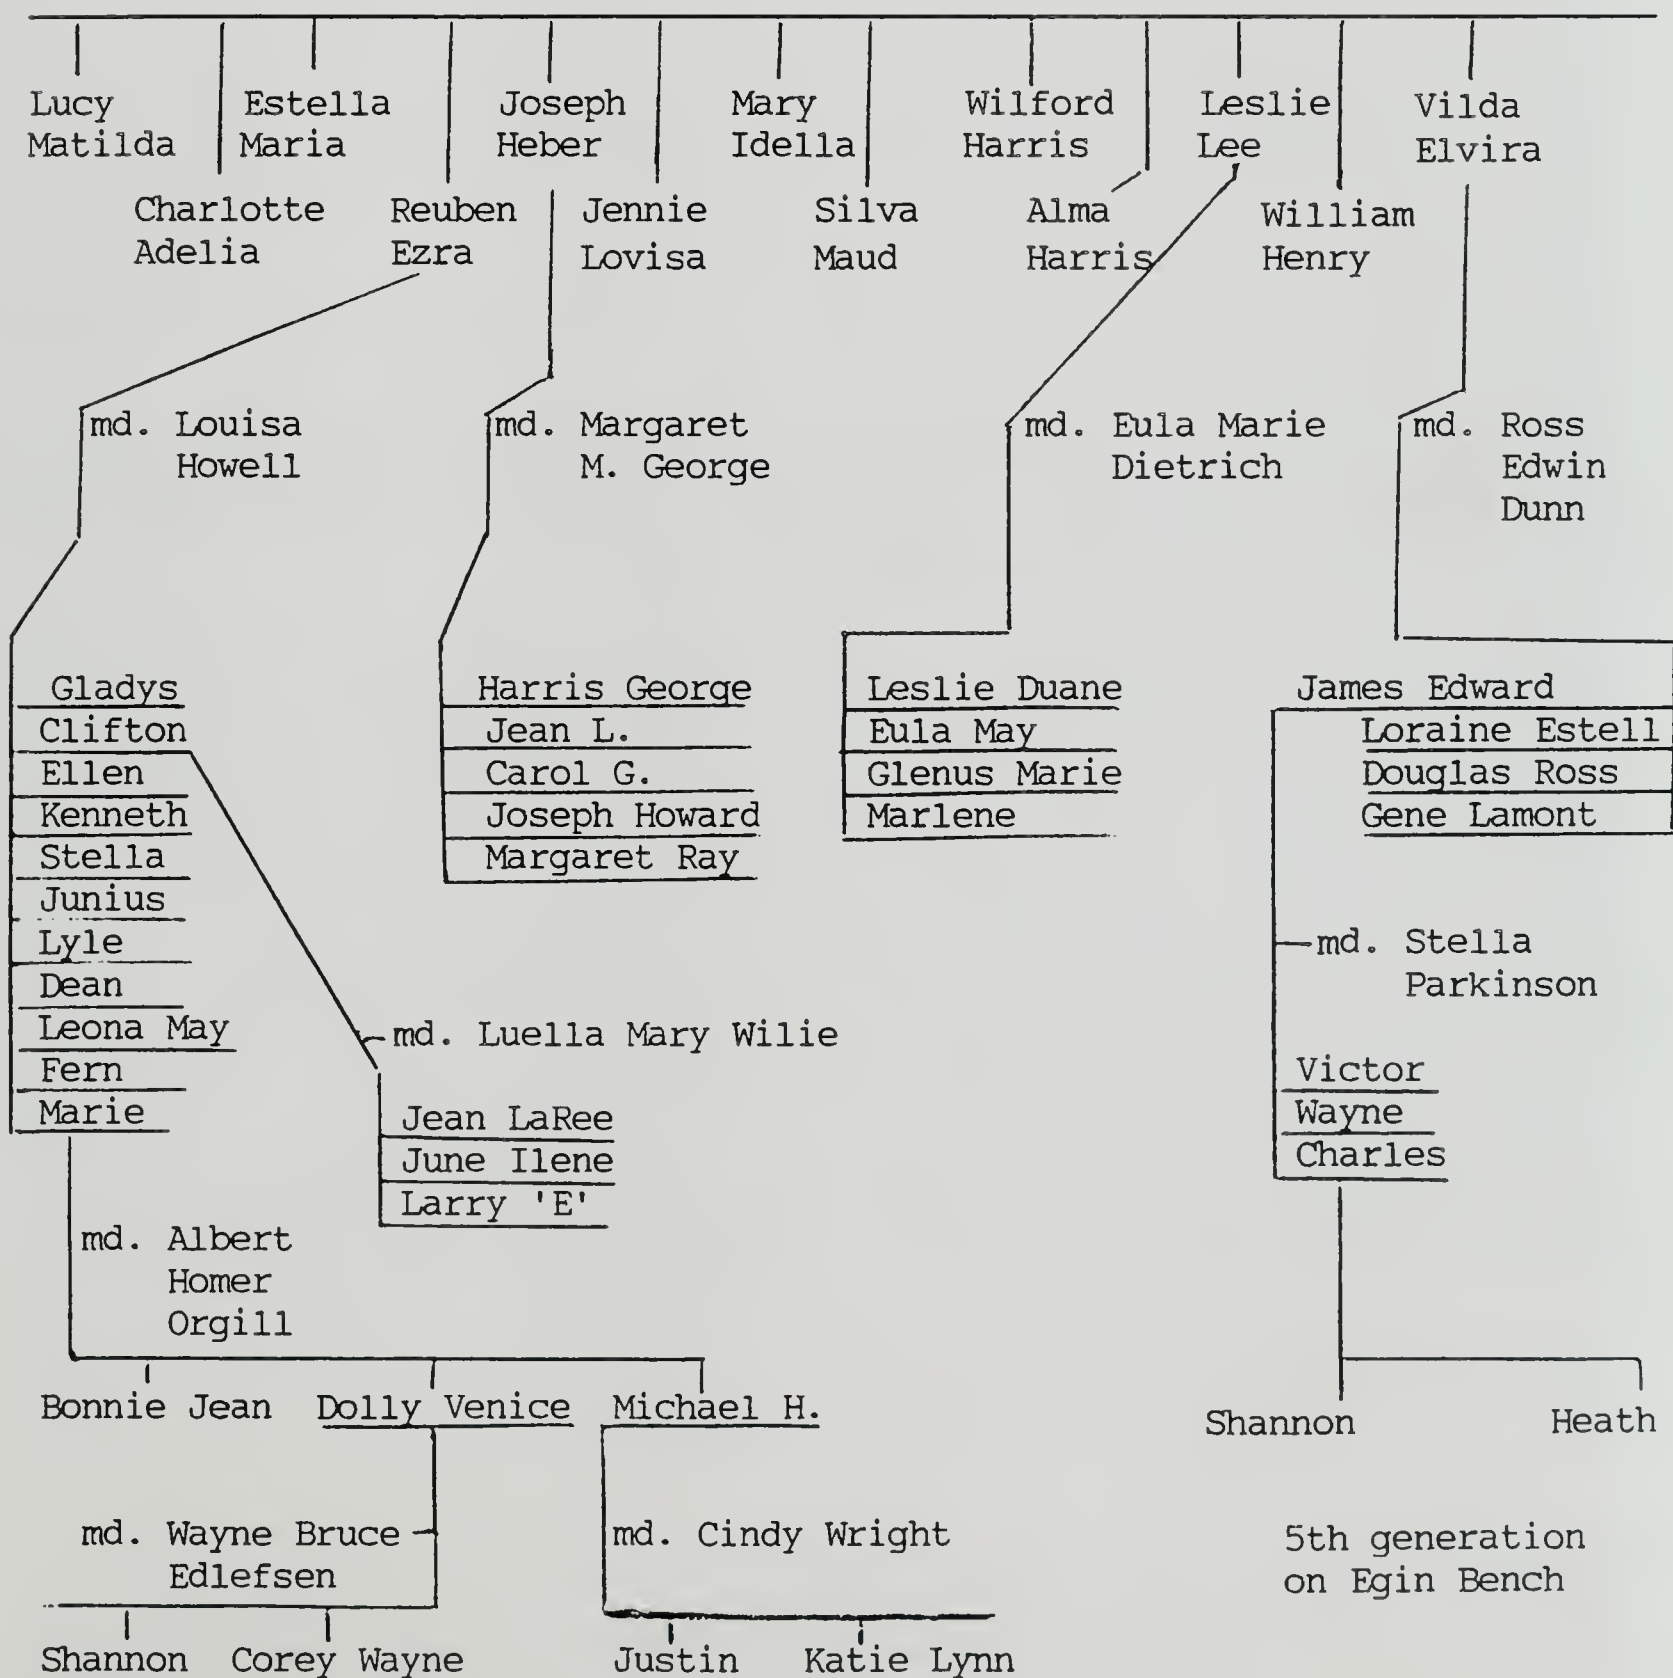 Lucy Matilda
Charlotte Adelia
Estella Maria
Reuben Ezra
Joseph Heber
Jennie Lovisa
Mary Idella
Silva Maud
Wilford Harris
Alma Harris
Leslie Lee
William Henry
Vilda Elvira
md. Louisa Howell
md. Margaret M. George
md. Eula Marie Dietrich
md. Ross Edwin Dunn
Gladys
Clifton
Ellen
Kenneth
Stella
Junius
Lyle
Dean
Leona May
Fern
Marie
Harris George
Jean L.
Carol G.
Joseph Howard
Margaret Ray
Leslie Duane
Eula May
Glenus Marie
Marlene
James Edward
Loraine Estell
Douglas Ross
Gene Lamont
md. Stella Parkinson
md. Luella Mary Wilie
Jean LaRee
June Ilene
Larry 'E'
Victor
Wayne
Charles
md. Albert Homer Orgill
Bonnie Jean
Dolly Venice
Michael H.
Shannon
Heath
md. Wayne Bruce Edlefsen
md. Cindy Wright
5th generation
on Egin Bench
Shannon
Corey Wayne
Justin
Katie Lynn